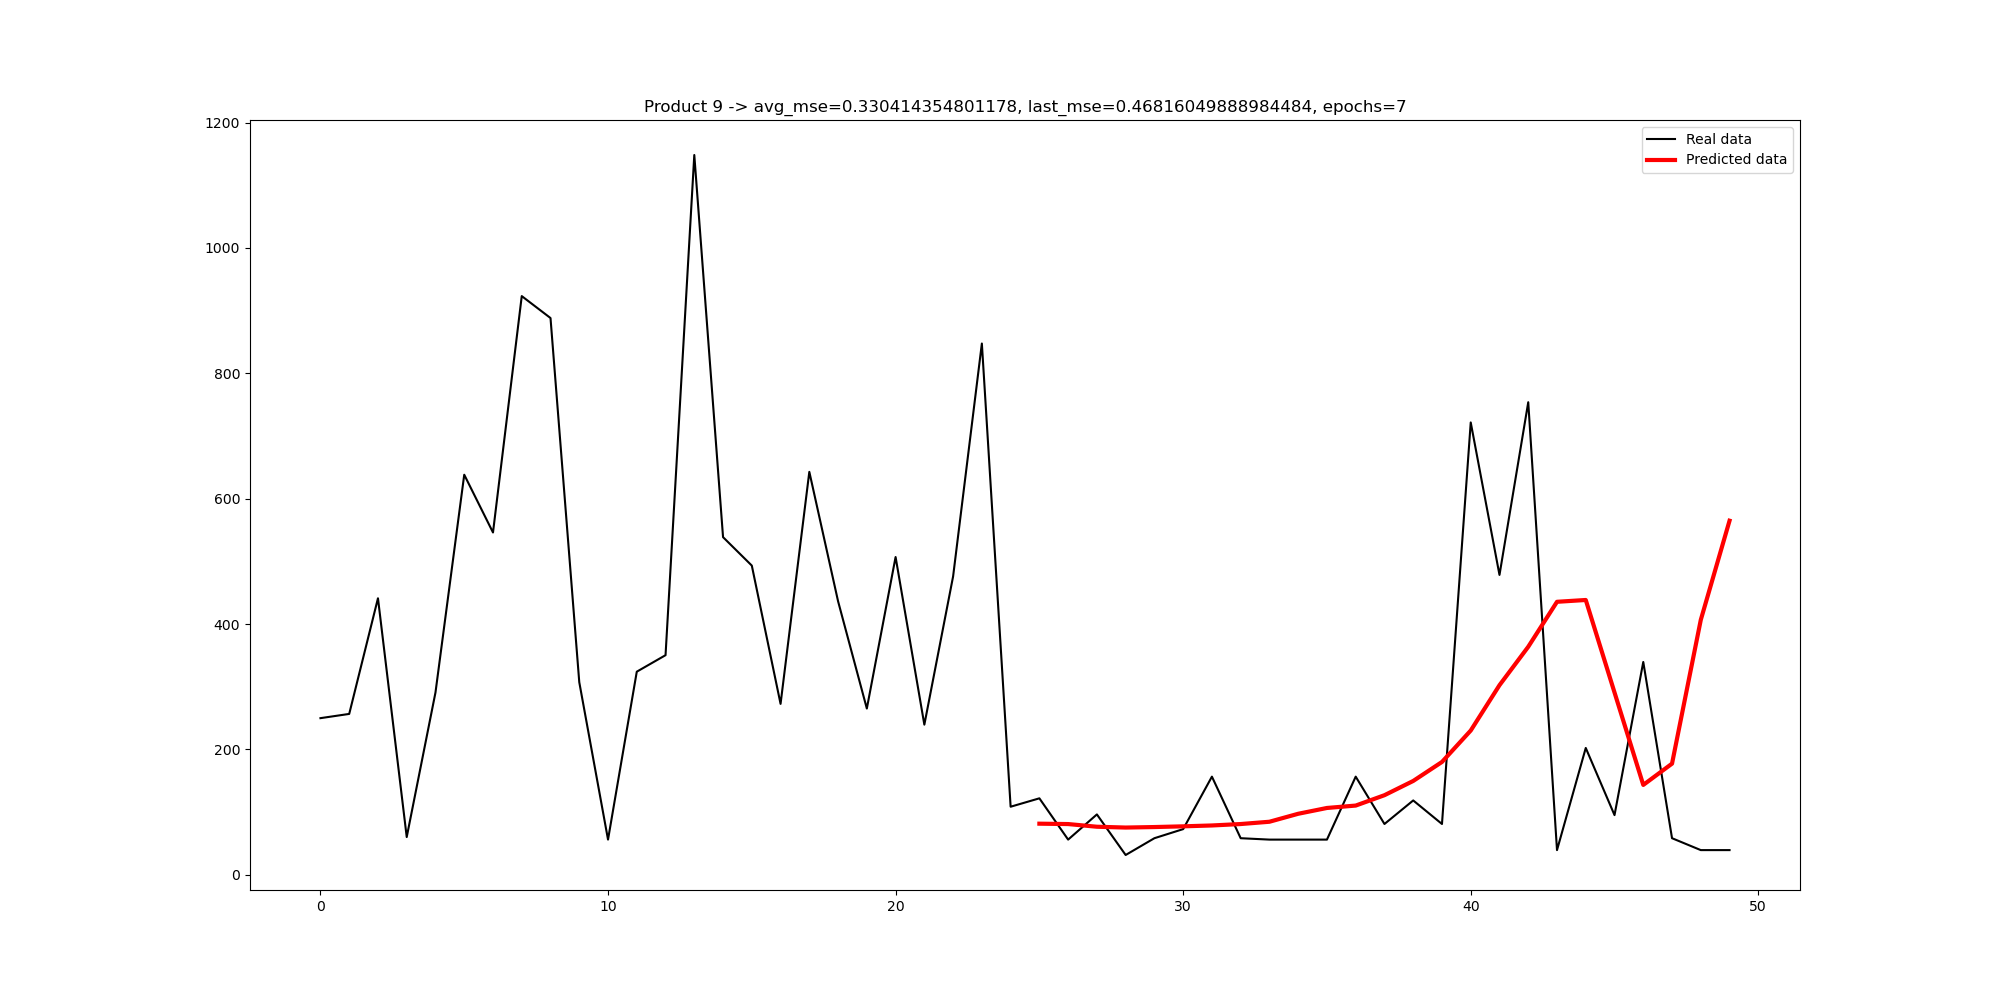 Product 9 -> avg_mse=0.330414354801178, last_mse=0.46816049888984484, epochs=7
Real data
Predicted data
1200
1000
800
600
400
200
0
0 10 20 30 40 50